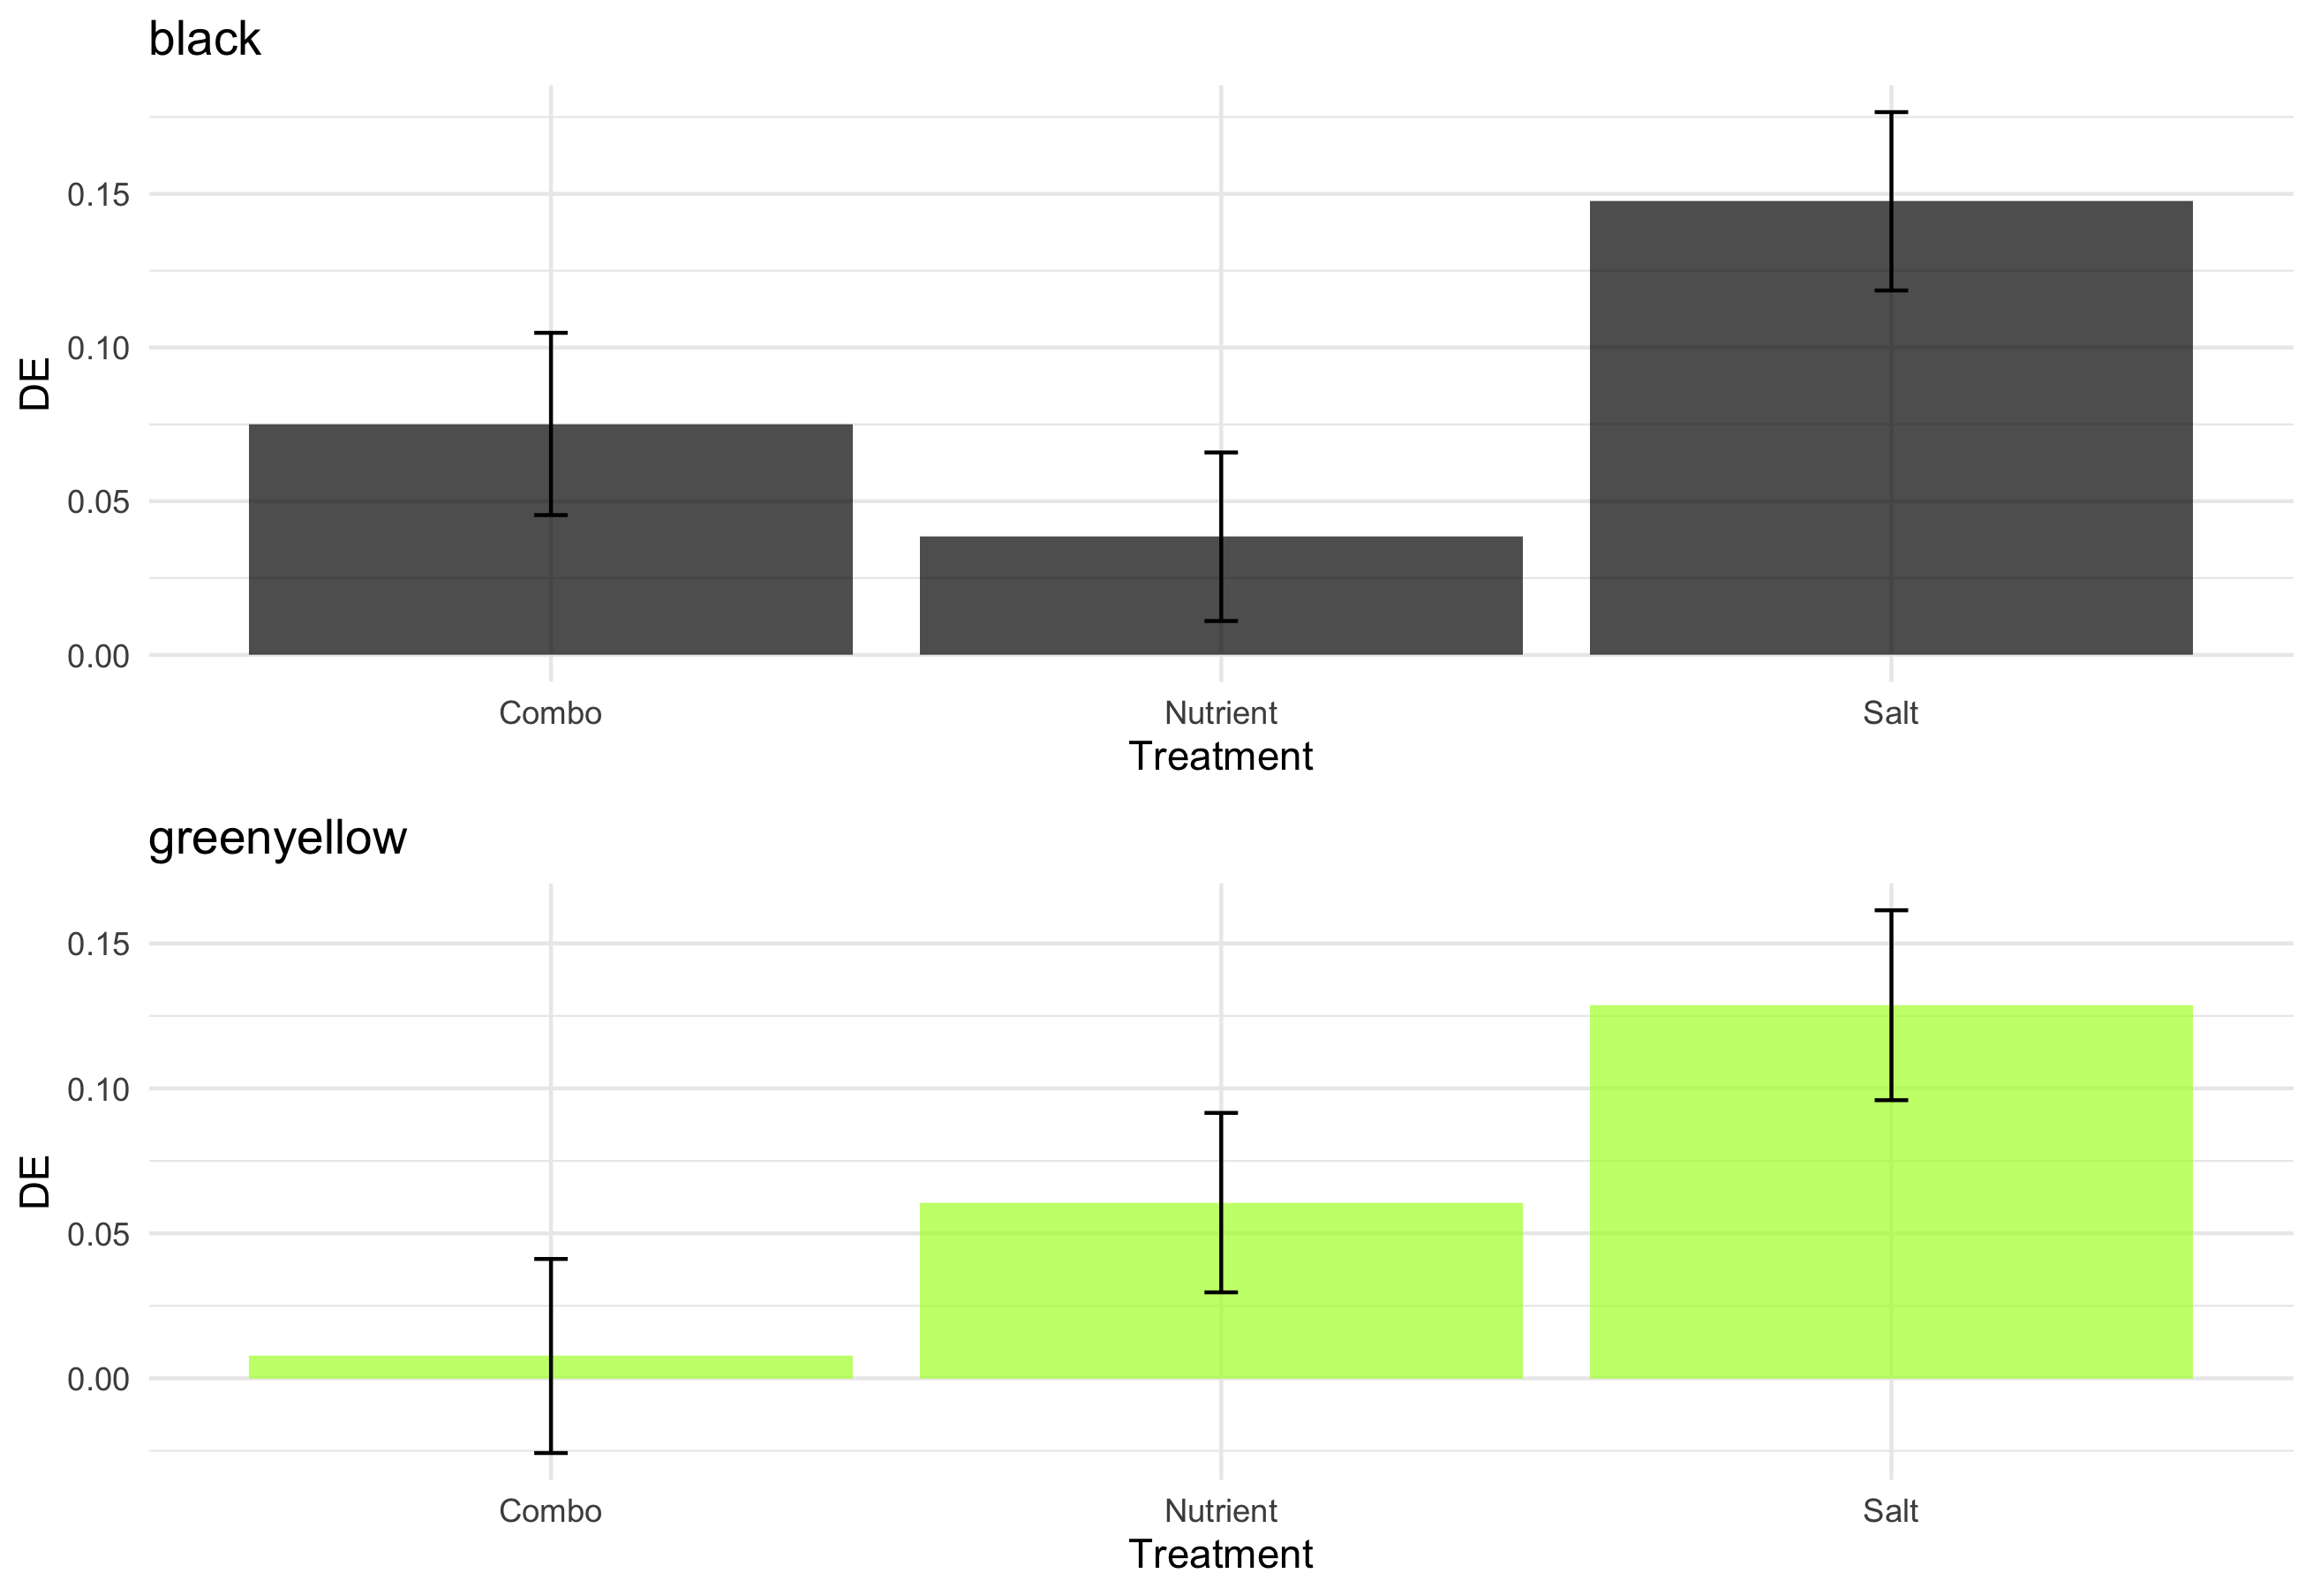 black
0.15
0.10
0.05
0.00
DE
Combo Nutrient Salt
Treatment
greenyellow
0.15
0.10
0.05
0.00
DE
Combo Nutrient Salt
Treatment